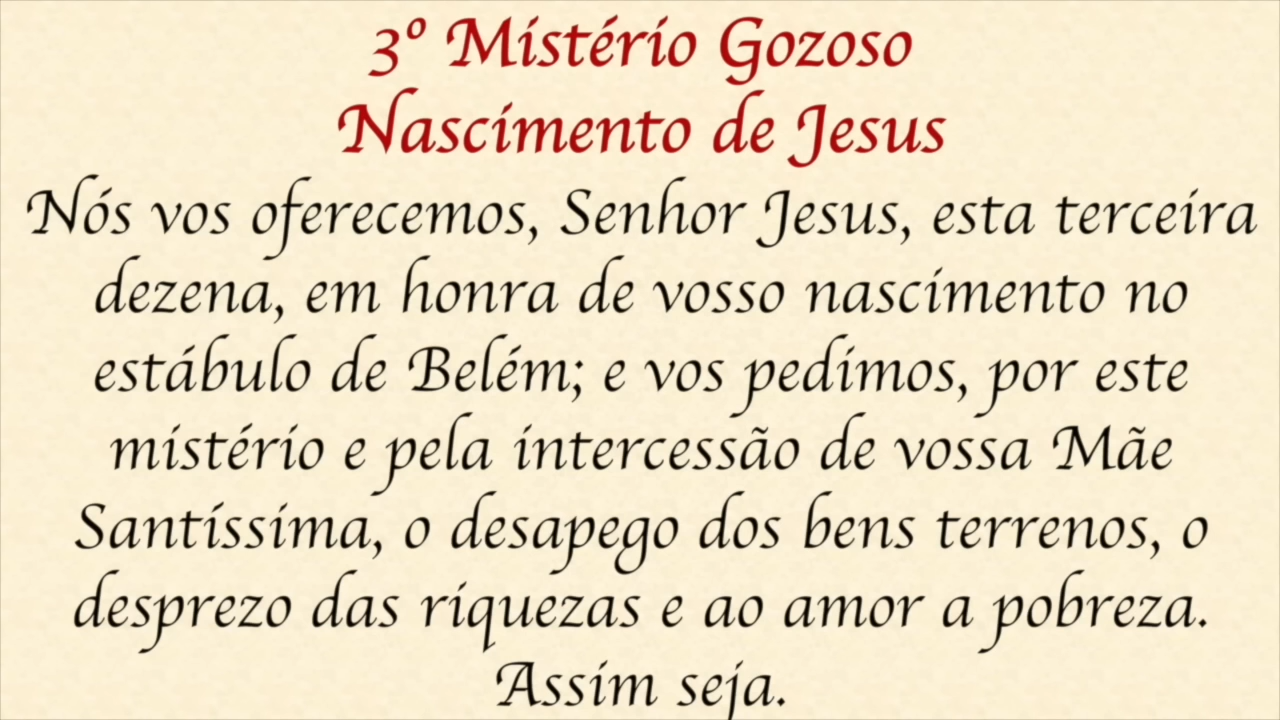 3º Mistério Gozoso
Nascimento de Jesus
Nós vos oferecemos, Senhor Jesus, esta terceira
dezena, em honra de vosso nascimento no
estábulo de Belém; e vos pedimos, por este
mistério e pela intercessão de vossa Mãe
Santíssima, o desapego dos bens terrenos, o
desprezo das riquezas e ao amor a pobreza.
Assim seja.